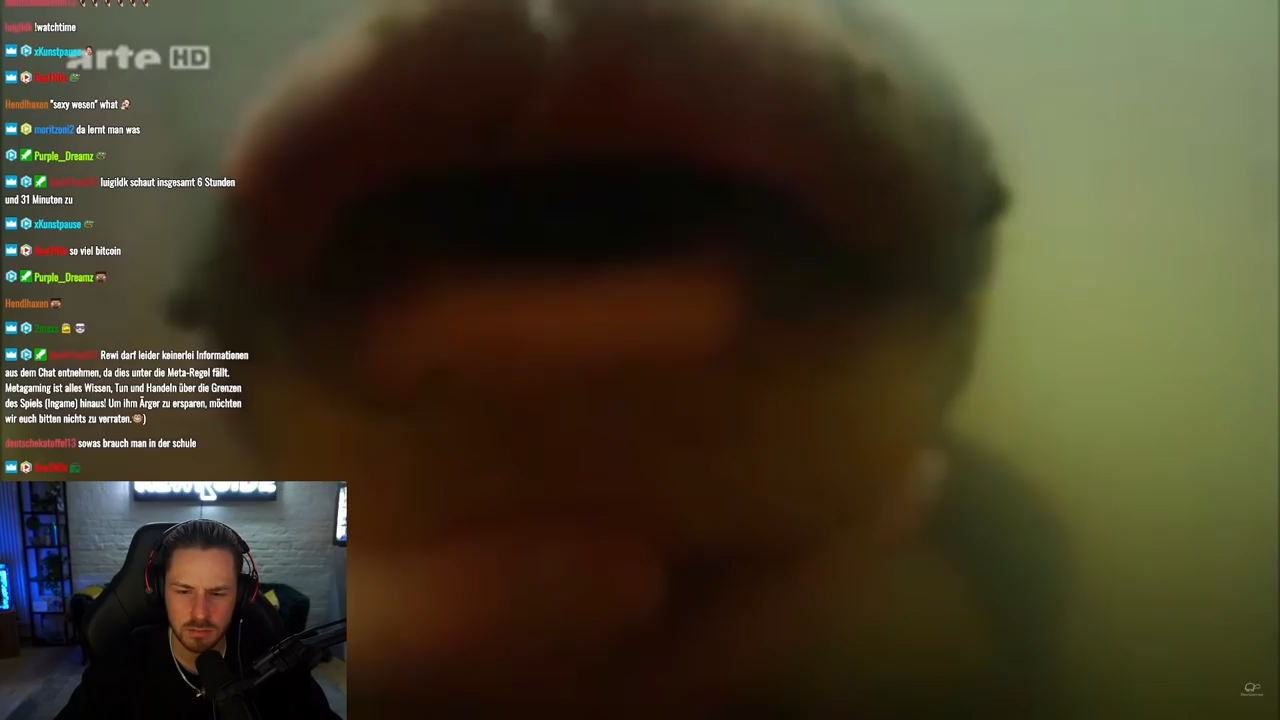 luigildk !watchtime
xKunstpause
arte HD
Hendlhaxen "sexy wesen" what
moritzoni2 da lernt man was
Purple__Dreamz
luigildk schaut insgesamt 6 Stunden
und 31 Minuten zu
xKunstpause
so viel bitcoin
Purple__Dreamz
Hendlhaxen
Rewi darf leider keinerlei Informationen
aus dem Chat entnehmen, da dies unter die Meta-Regel fällt.
Metagaming ist alles Wissen, Tun und Handeln über die Grenzen
des Spiels (Ingame) hinaus! Um ihm Ärger zu ersparen, möchten
wir euch bitten nichts zu verraten. )
deutschekatoffel13 sowas brauch man in der schule